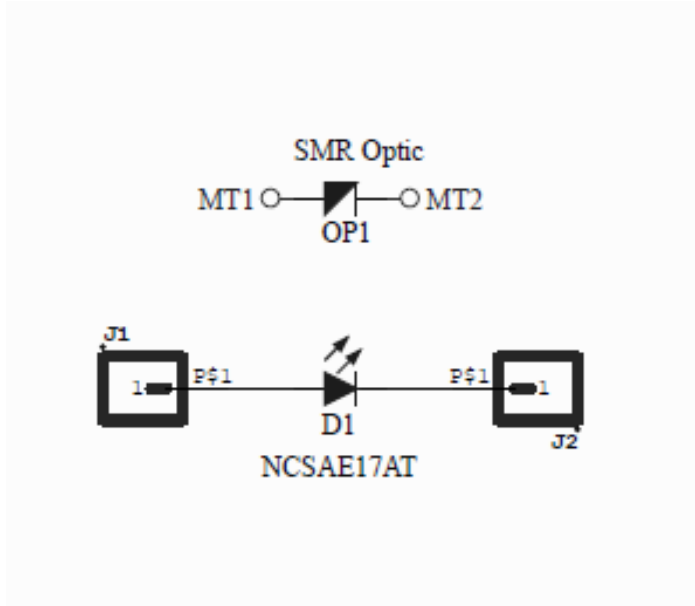 SMR Optic
MT1 MT2
OP1
J1
1 P$1 P$1 1
D1
J2
NCSAE17AT